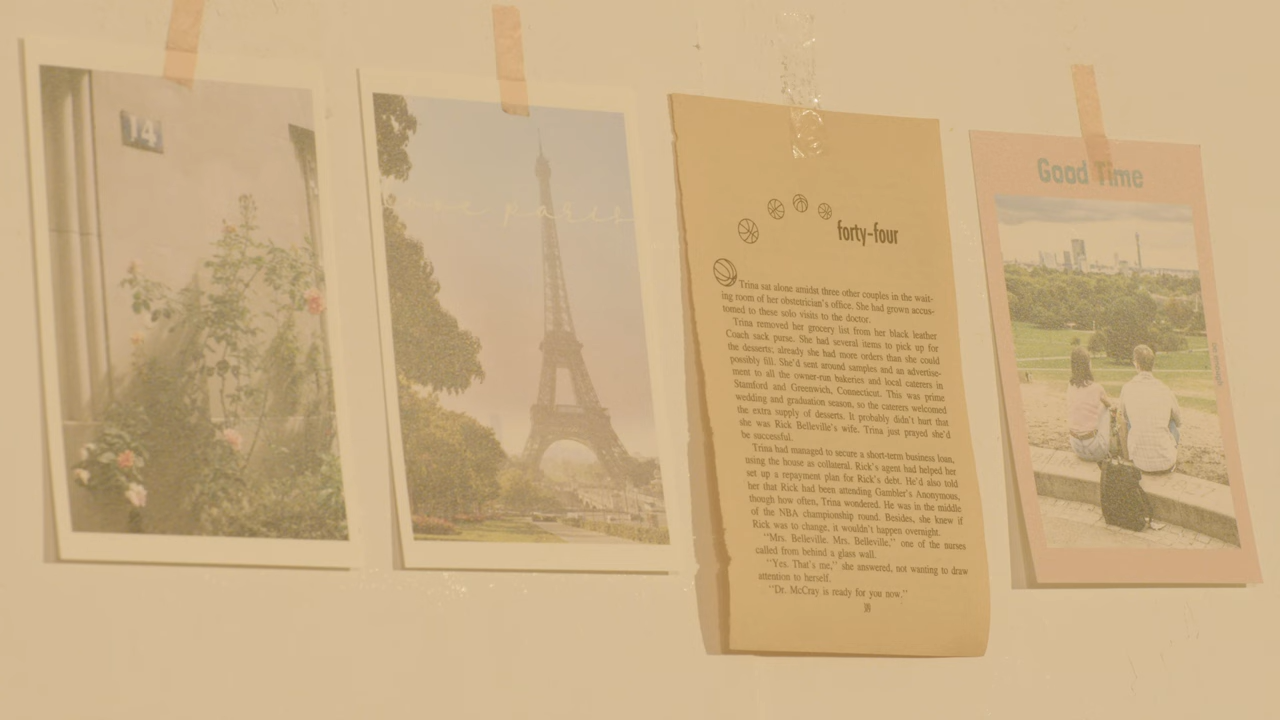 14
paris
forty-four
Trina sat alone amidst three other couples in the wait-
ing room of her obstetrician's office. She had grown accus-
tomed to these solo visits to the doctor.
Trina removed her grocery list from her black leather
Coach sack purse. She had several items to pick up for
the desserts; already she had more orders than she could
possibly fill. She'd sent around samples and an advertise-
ment to all the owner-run bakeries and local caterers in
Stamford and Greenwich, Connecticut. This was prime
wedding and graduation season, so the caterers welcomed
the extra supply of desserts. It probably didn't hurt that
she was Rick Belleville's wife. Trina just prayed she'd
be successful.
Trina had managed to secure a short-term business loan,
using the house as collateral. Rick's agent had helped her
set up a repayment plan for Rick's debt. He'd also told
her that Rick had been attending Gambler's Anonymous,
though how often, Trina wondered. He was in the middle
of the NBA championship round. Besides, she knew if
Rick was to change, it wouldn't happen overnight.
"Mrs. Belleville. Mrs. Belleville," one of the nurses
called from behind a glass wall.
"Yes. That's me," she answered, not wanting to draw
attention to herself.
"Dr. McCray is ready for you now."
Good Time